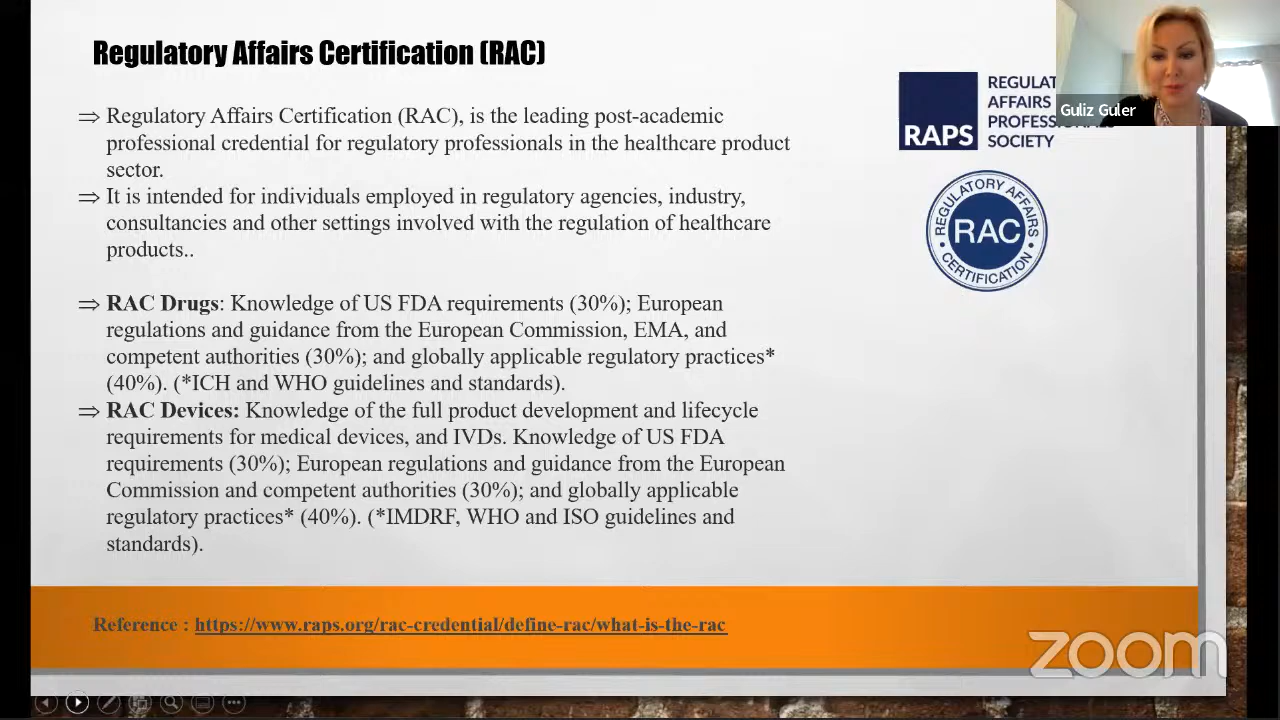 Regulatory Affairs Certification (RAC)
⇒ Regulatory Affairs Certification (RAC), is the leading post-academic
professional credential for regulatory professionals in the healthcare product
sector.
⇒ It is intended for individuals employed in regulatory agencies, industry,
consultancies and other settings involved with the regulation of healthcare
products..
⇒ RAC Drugs: Knowledge of US FDA requirements (30%); European
regulations and guidance from the European Commission, EMA, and
competent authorities (30%); and globally applicable regulatory practices*
(40%). (*ICH and WHO guidelines and standards).
⇒ RAC Devices: Knowledge of the full product development and lifecycle
requirements for medical devices, and IVDs. Knowledge of US FDA
requirements (30%); European regulations and guidance from the European
Commission and competent authorities (30%); and globally applicable
regulatory practices* (40%). (*IMDRF, WHO and ISO guidelines and
standards).
Reference : https://www.raps.org/rac-credential/define-rac/what-is-the-rac
RAPS
REGULAT
AFFAIRS
PROFESSIONALS
SOCIETY
Guliz Guler
REGULATORY AFFAIRS
RAC
• CERTIFICATION •
zoom